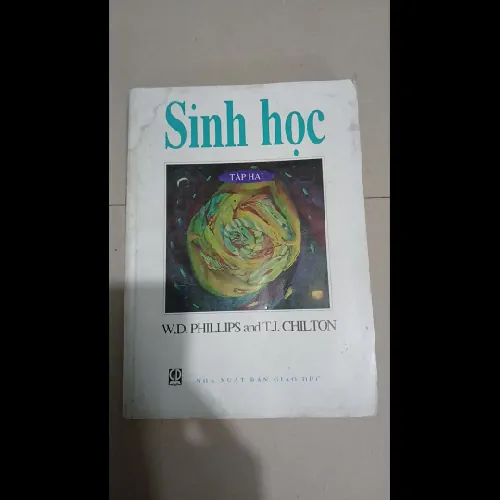 Sinh học
TẬP HAI
W.D. PHILLIPS and T.J. CHILTON
NHÀ XUẤT BẢN GIÁO DỤC